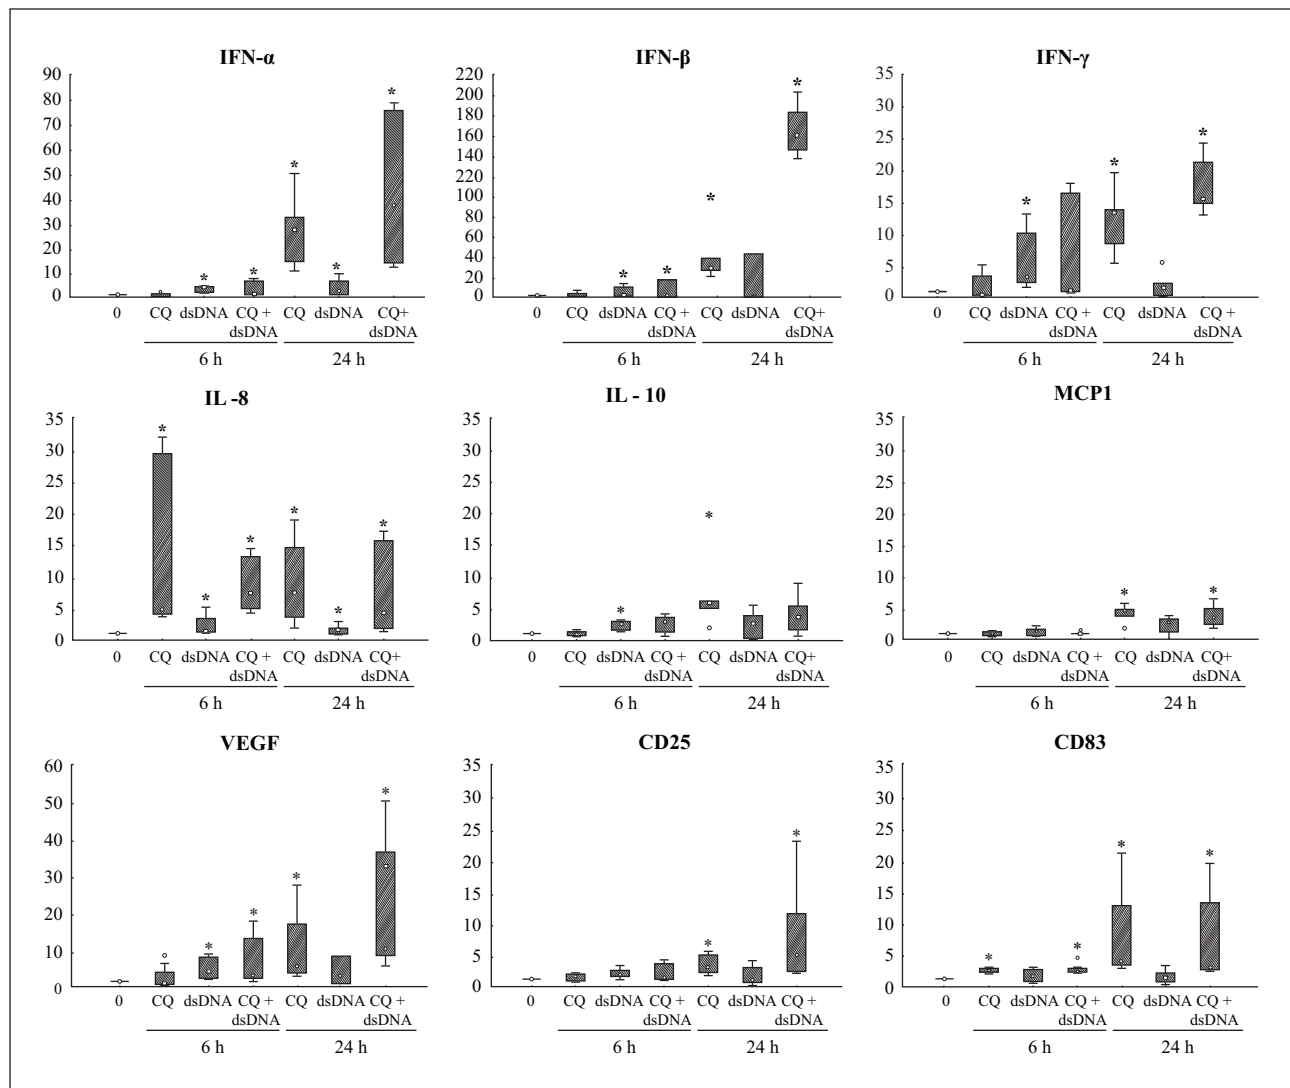 IFN-α
90
80
70
60
50
40
30
20
10
0
0 CQ dsDNA CQ + CQ dsDNA CQ+
dsDNA dsDNA
6 h 24 h
IFN-β
220
200
180
160
140
220
100
80
60
40
20
0
0 CQ dsDNA CQ + CQ dsDNA CQ+
dsDNA dsDNA
6 h 24 h
IFN-γ
35
30
25
20
15
10
5
0
0 CQ dsDNA CQ + CQ dsDNA CQ +
dsDNA dsDNA
6 h 24 h
IL -8
35
30
25
20
15
10
5
0
0 CQ dsDNA CQ + CQ dsDNA CQ+
dsDNA dsDNA
6 h 24 h
IL - 10
35
30
25
20
15
10
5
0
0 CQ dsDNA CQ + CQ dsDNA CQ+
dsDNA dsDNA
6 h 24 h
MCP1
35
30
25
20
15
10
5
0
0 CQ dsDNA CQ + CQ dsDNA CQ+
dsDNA dsDNA
6 h 24 h
VEGF
60
50
40
30
20
10
0
0 CQ dsDNA CQ + CQ dsDNA CQ +
dsDNA dsDNA
6 h 24 h
CD25
35
30
25
20
15
10
5
0
0 CQ dsDNA CQ + CQ dsDNA CQ +
dsDNA dsDNA
6 h 24 h
CD83
35
30
25
20
15
10
5
0
0 CQ dsDNA CQ + CQ dsDNA CQ +
dsDNA dsDNA
6 h 24 h